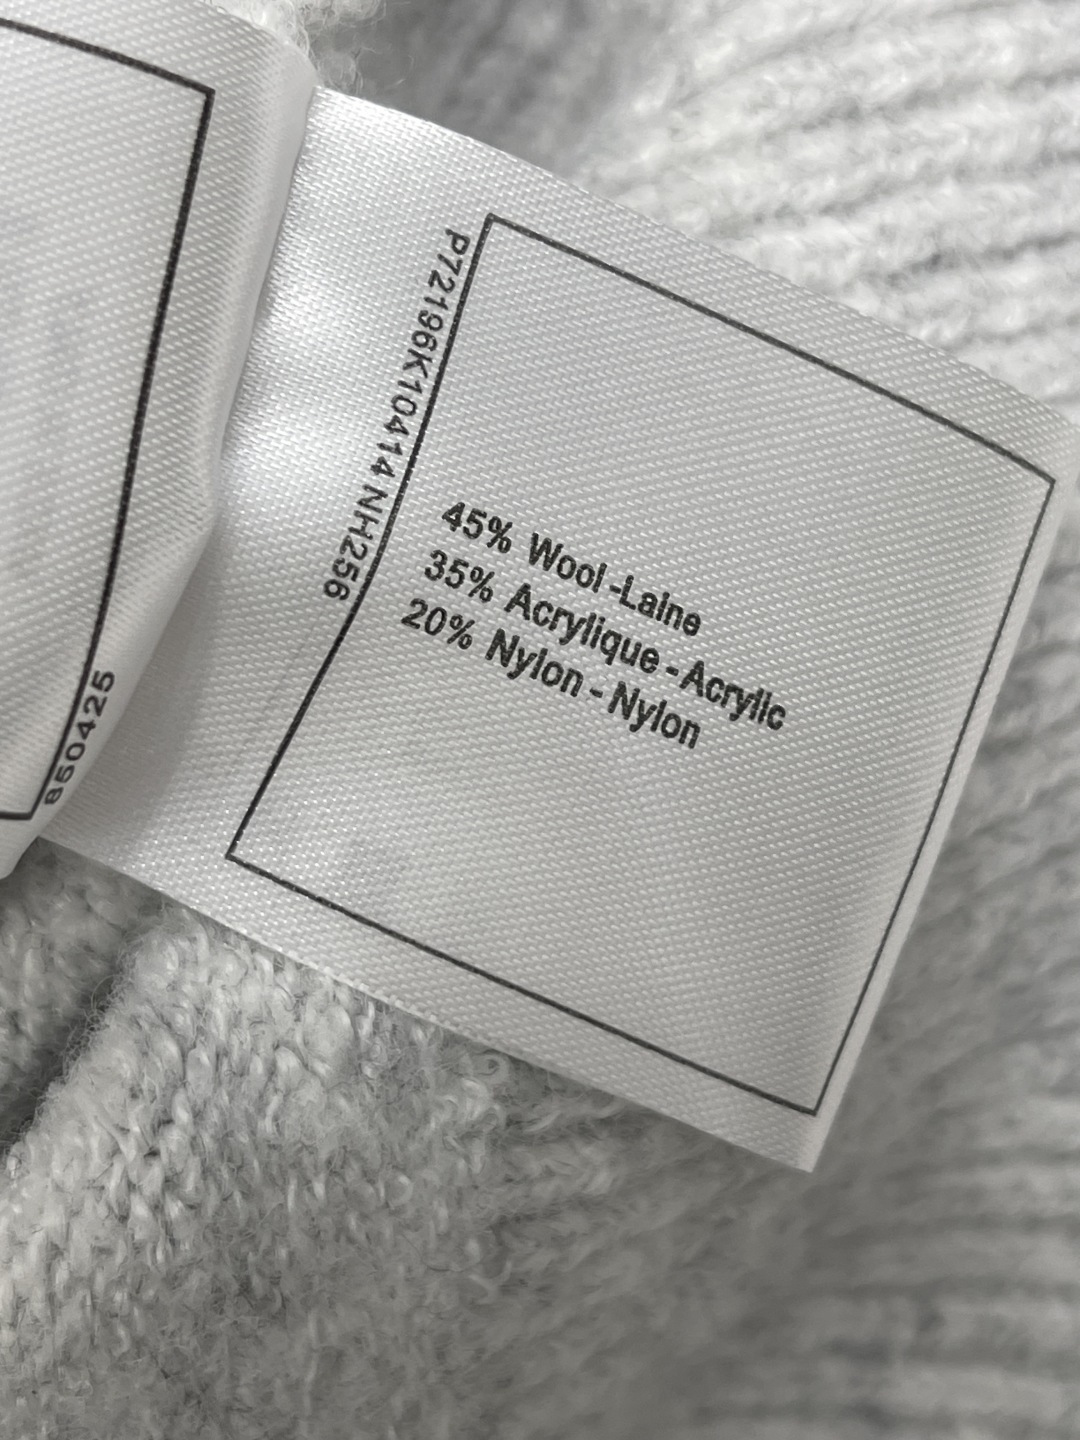 P72196K10414 NH256
45% Wool-Laine
35% Acrylique - Acrylic
20% Nylon - Nylon
850425